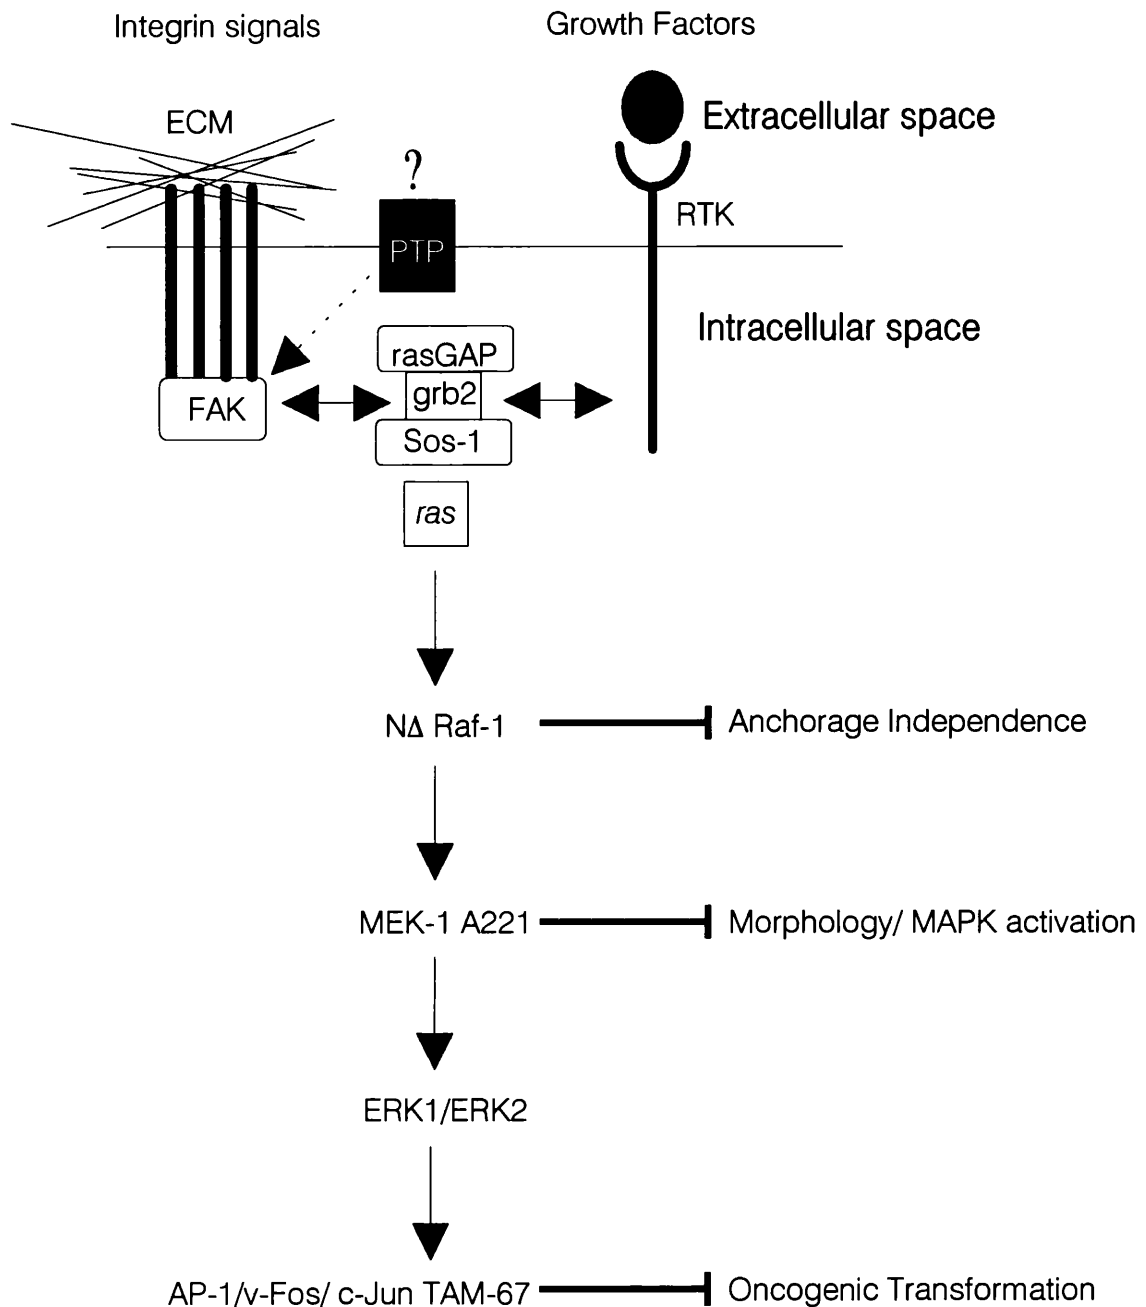 Integrin signals
Growth Factors
ECM
Extracellular space
?
RTK
PTP
Intracellular space
rasGAP
grb2
FAK
Sos-1
ras
NΔ Raf-1
Anchorage Independence
MEK-1 A221
Morphology/ MAPK activation
ERK1/ERK2
AP-1/v-Fos/ c-Jun TAM-67
Oncogenic Transformation